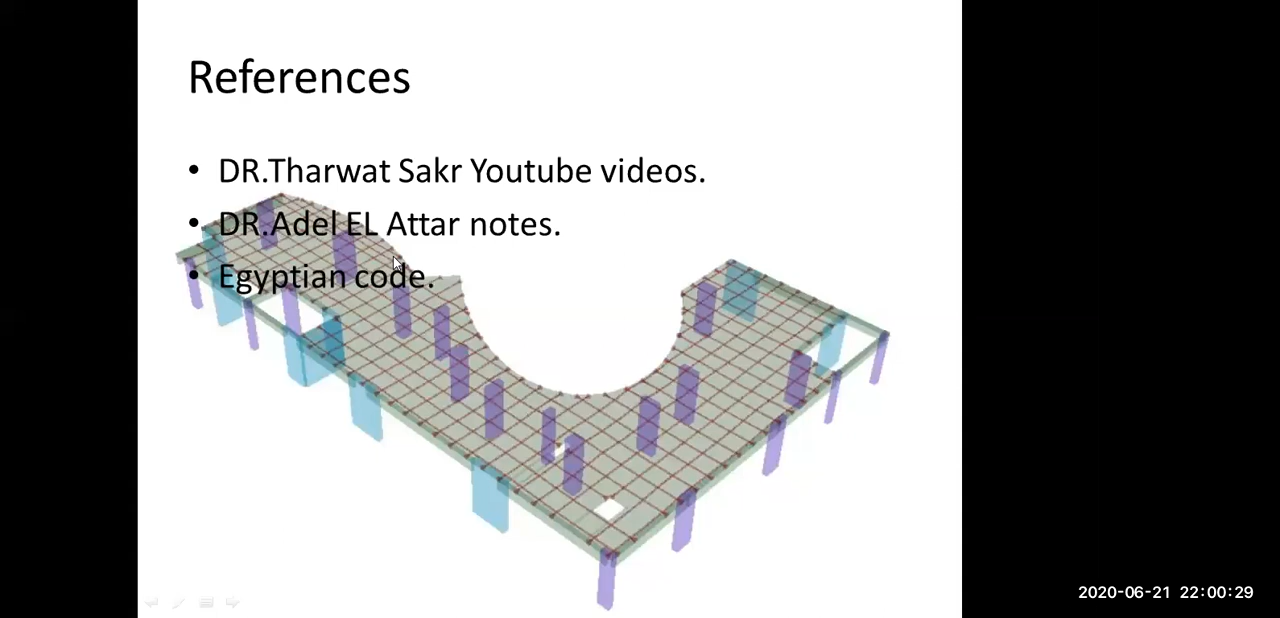 References
• DR.Tharwat Sakr Youtube videos.
• DR.Adel EL Attar notes.
• Egyptian code.
2020-06-21 22:00:29